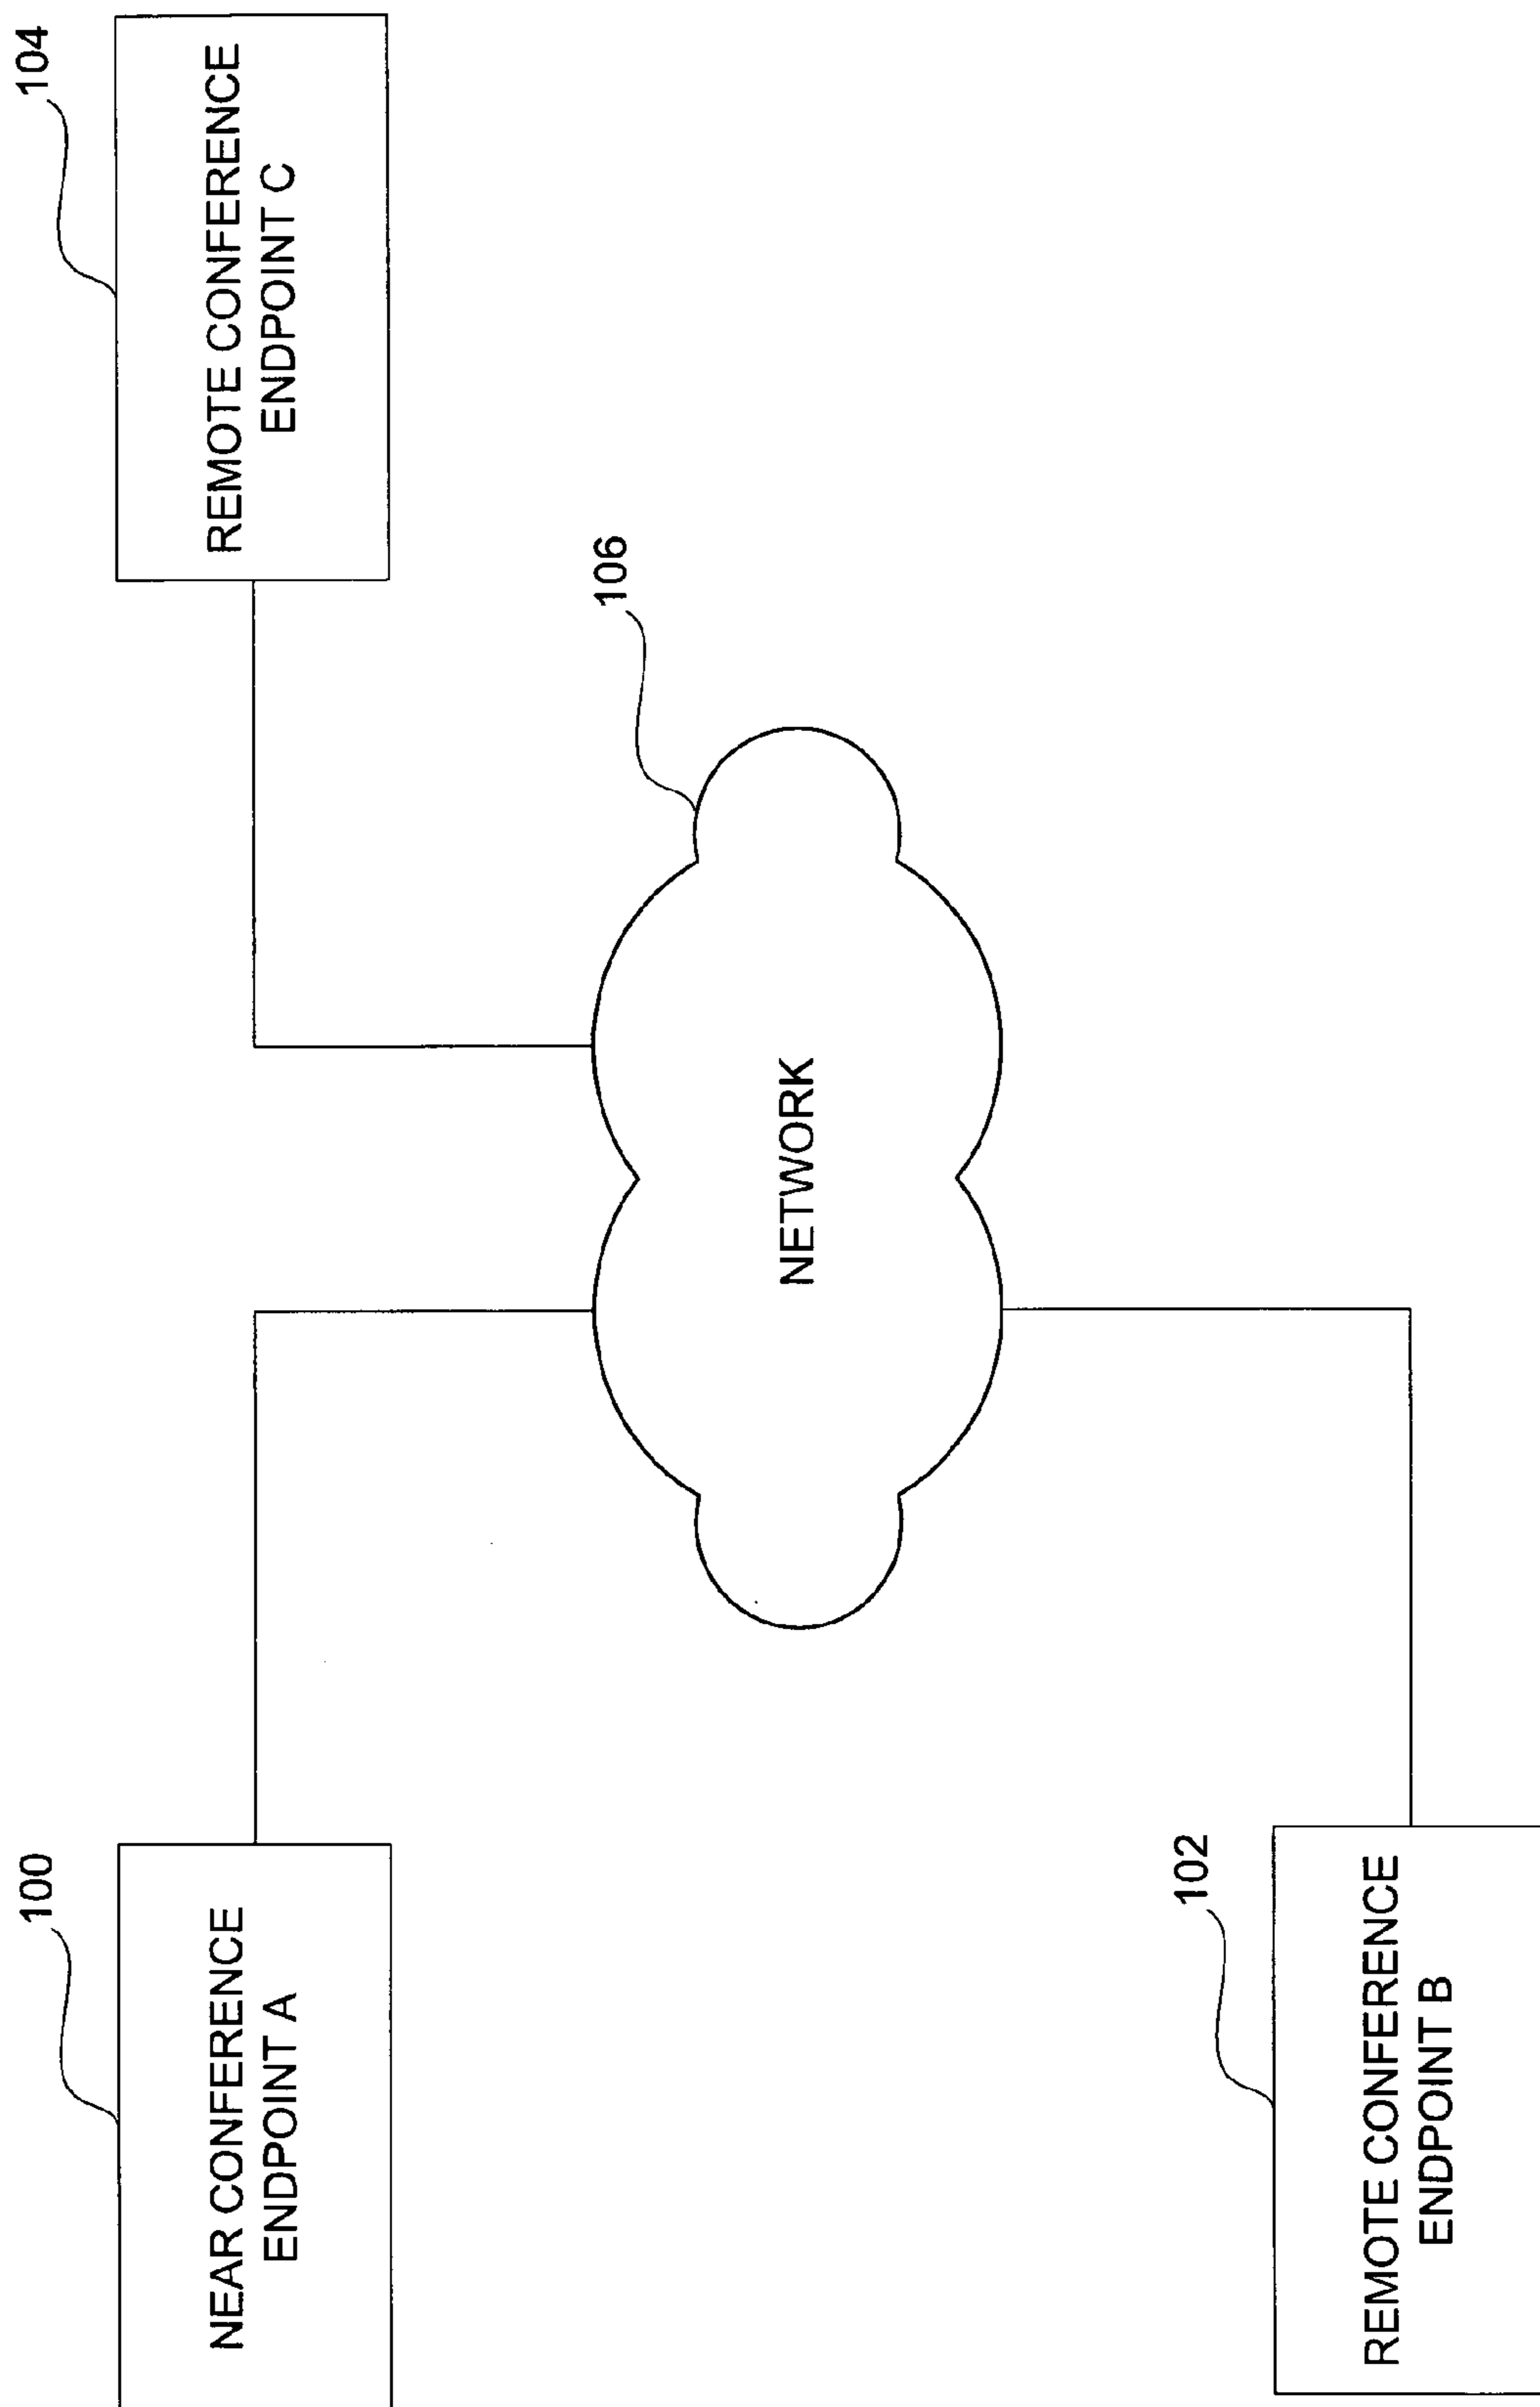 100
NEAR CONFERENCE
ENDPOINT A
104
REMOTE CONFERENCE
ENDPOINT C
106
NETWORK
102
REMOTE CONFERENCE
ENDPOINT B